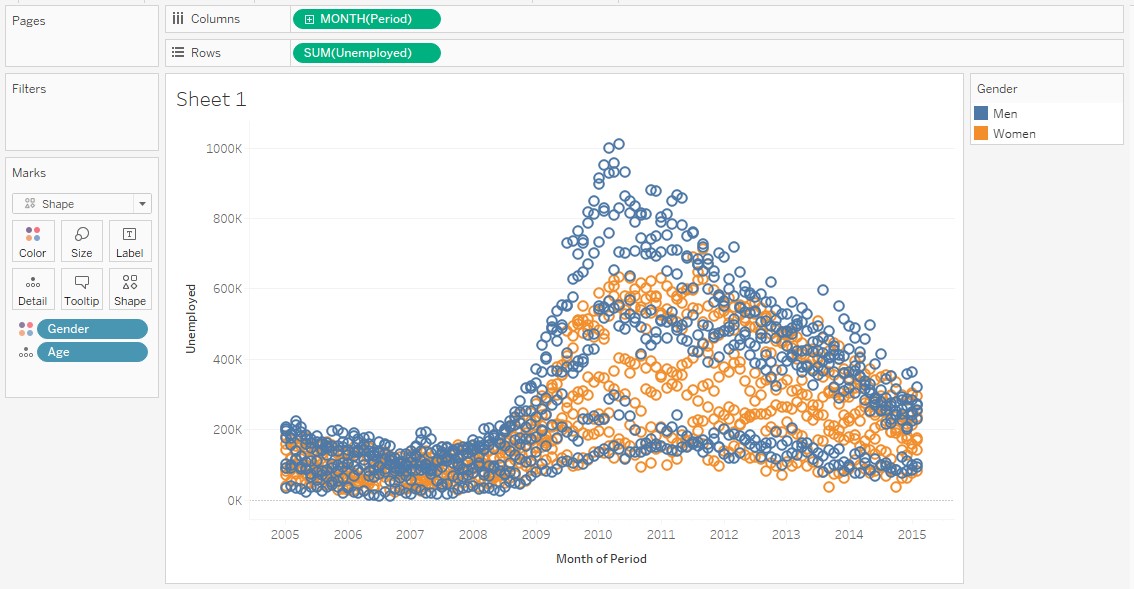 Pages
Columns
MONTH(Period)
Rows
SUM(Unemployed)
Filters
Marks
Shape
Color
Size
Label
Detail
Tooltip
Shape
Gender
Age
Sheet 1
1000K
800K
600K
400K
200K
0K
Unemployed
2005 2006 2007 2008 2009 2010 2011 2012 2013 2014 2015
Month of Period
Gender
Men
Women